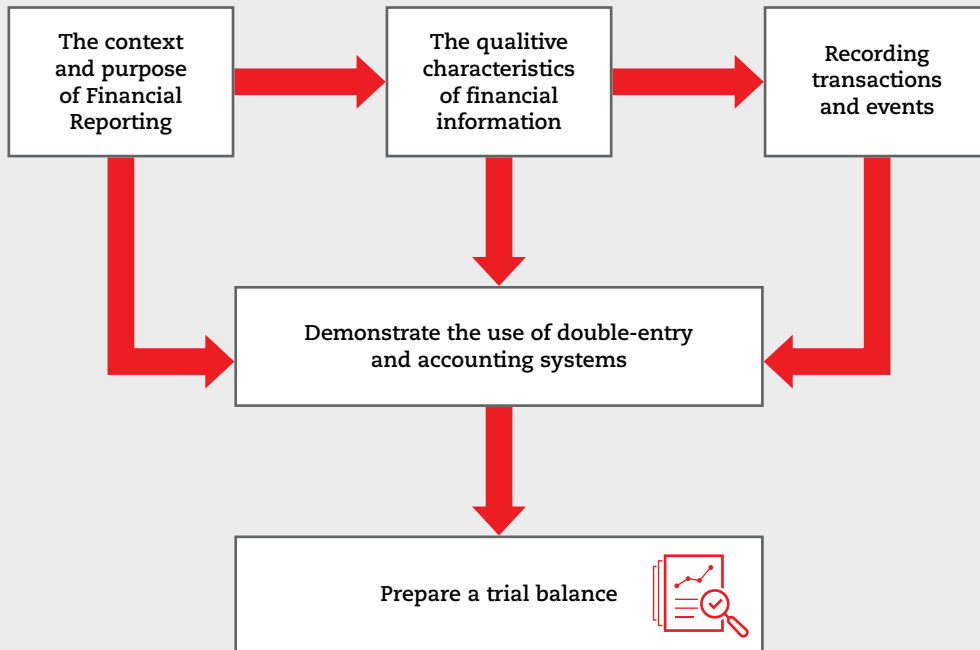 The context
and purpose
of Financial
Reporting
The qualitive
characteristics
of financial
information
Recording
transactions
and events
Demonstrate the use of double-entry
and accounting systems
Prepare a trial balance